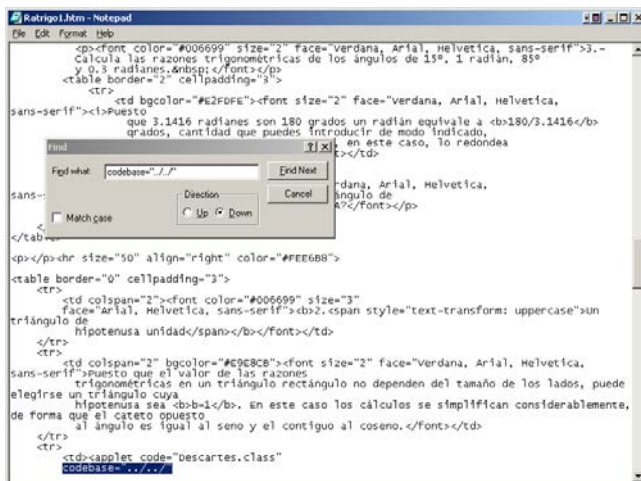 Ratrigo1.htm - Notepad
File Edit Format Help
<p><font color="#006699" size="2" face="Verdana, Arial, Helvetica, sans-serif">3.-
Calcula las razones trigonométricas de los ángulos de 15º, 1 radián, 85º
y 0.3 radianes.&nbsp;</font></p>
<table border="2" cellpadding="3">
<tr>
<td bgcolor="#E2FDFE"><font size="2" face="Verdana, Arial, Helvetica,
sans-serif"><i>Puesto
que 3.1416 radianes son 180 grados un radián equivale a <b>180/3.1416</b>
grados, cantidad que puedes introducir de modo indicado,
, en este caso, lo redondea
t></td>
Find
Find what: codebase="../../" Find Next
rdana, Arial, Helvetica,
sans-
ángulo de
A?</font></p>
Direction Cancel
Up Down
Match case
</table>
<p></p><hr size="50" align="right" color="#FEE6B8">
<table border="0" cellpadding="3">
<tr>
<td colspan="2"><font color="#006699" size="3"
face="Arial, Helvetica, sans-serif"><b>2.<span style="text-transform: uppercase">Un
triángulo de
hipotenusa unidad</span></b></font></td>
</tr>
<tr>
<td colspan="2" bgcolor="#E9E8CB"><font size="2" face="Verdana, Arial, Helvetica,
sans-serif">Puesto que el valor de las razones
trigonométricas en un triángulo rectángulo no dependen del tamaño de los lados, puede
elegirse un triángulo cuya
hipotenusa sea <b>b=1</b>. En este caso los cálculos se simplifican considerablemente,
de forma que el cateto opuesto
al ángulo es igual al seno y el contiguo al coseno.</font></td>
</tr>
<tr>
<td><applet code="Descartes.class"
codebase="../../"